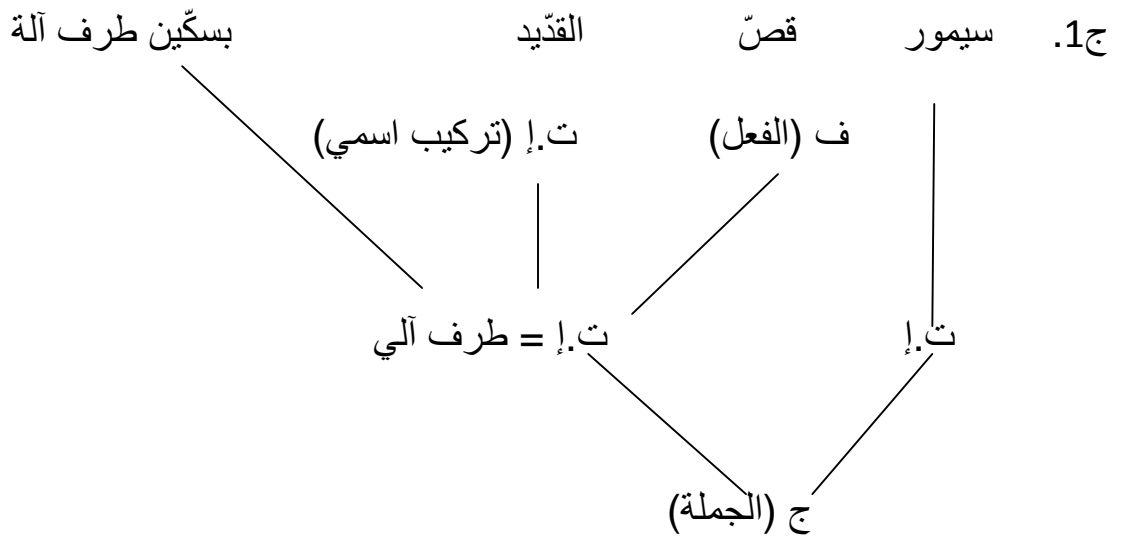 ج1. سيمور قصّ القدّيد بسكّين طرف آلة
ف (الفعل) ت.إ (تركيب اسمي)
ت.إ ت.إ = طرف آلي
ج (الجملة)